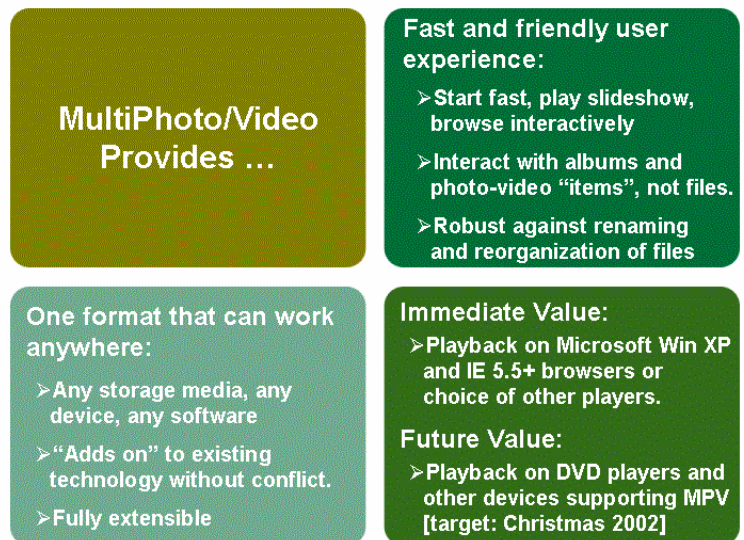 MultiPhoto/Video
Provides …
Fast and friendly user
experience:
➢Start fast, play slideshow,
browse interactively
➢Interact with albums and
photo-video “items”, not files.
➢Robust against renaming
and reorganization of files
One format that can work
anywhere:
➢Any storage media, any
device, any software
➢“Adds on” to existing
technology without conflict.
➢Fully extensible
Immediate Value:
➢Playback on Microsoft Win XP
and IE 5.5+ browsers or
choice of other players.
Future Value:
➢Playback on DVD players and
other devices supporting MPV
[target: Christmas 2002]